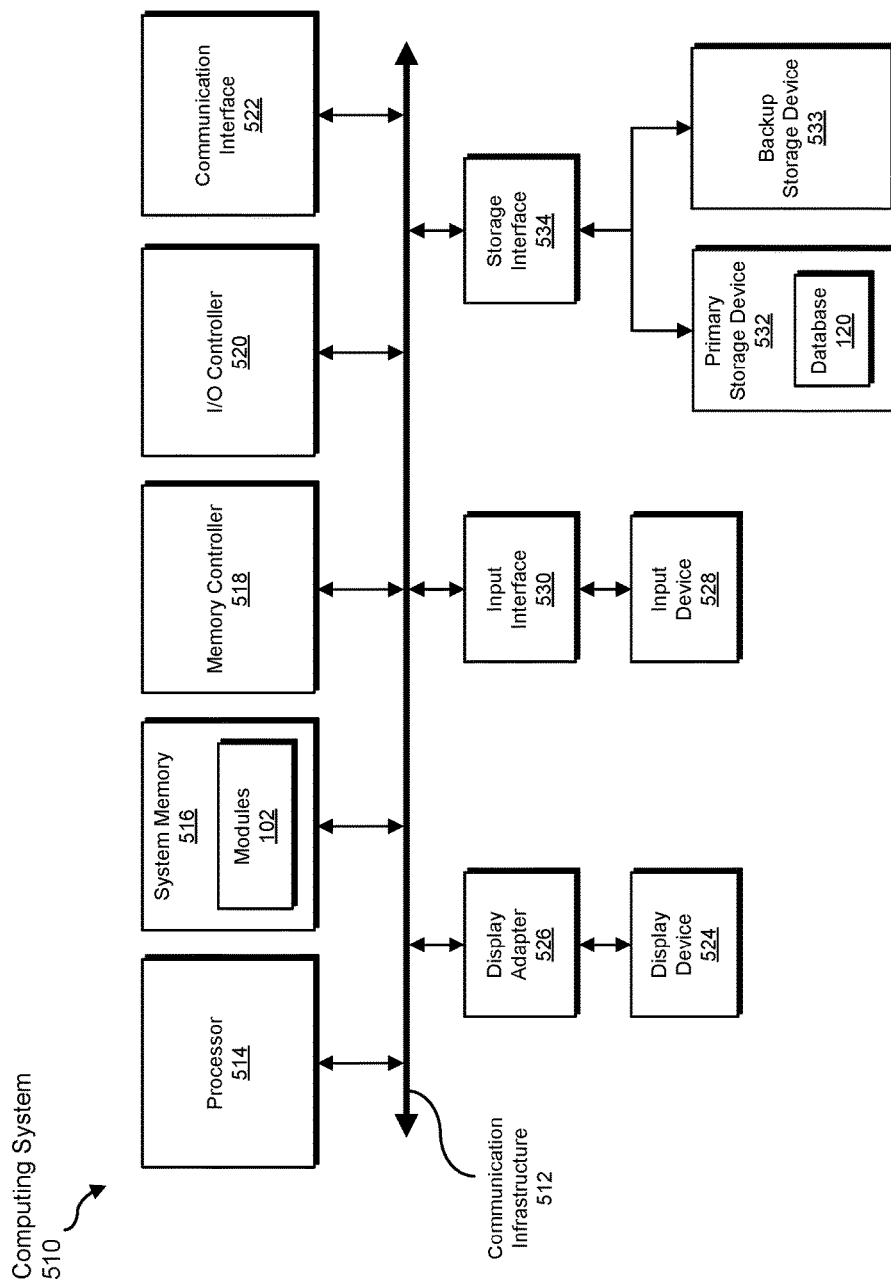 Computing System
510
Processor
514
System Memory
516
Modules
102
Memory Controller
518
I/O Controller
520
Communication
Interface
522
Communication
Infrastructure
512
Display
Adapter
526
Input
Interface
530
Storage
Interface
534
Display
Device
524
Input
Device
528
Primary
Storage Device
532
Database
120
Backup
Storage Device
533